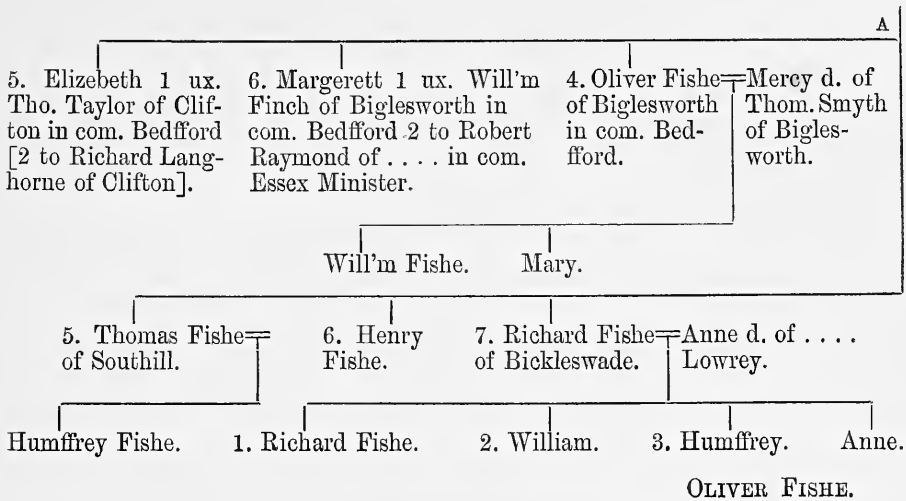 A
5. Elizebeth 1 ux.
Tho. Taylor of Clif-
ton in com. Bedfford
[2 to Richard Lang-
horne of Clifton].
6. Margerett 1 ux. Will'm
Finch of Biglesworth in
com. Bedfford 2 to Robert
Raymond of . . . . in com.
Essex Minister.
4. Oliver Fishe
of Biglesworth
in com. Bed-
fford.
Mercy d. of
Thom. Smyth
of Bigles-
worth.
Will'm Fishe.
Mary.
5. Thomas Fishe
of Southill.
6. Henry
Fishe.
7. Richard Fishe
of Bickleswade.
Anne d. of . . . .
Lowrey.
Humffrey Fishe.
1. Richard Fishe.
2. William.
3. Humffrey.
Anne.
OLIVER FISHE.